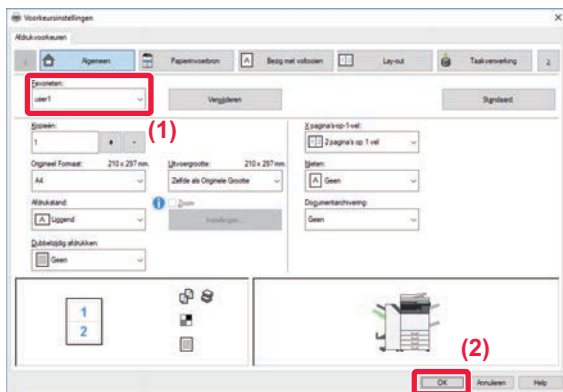 Voorkeursinstellingen
Afdrukvoorkeuren
Algemeen
Papierinvoerbron
A
Bezig met voltooien
Lay-out
Taakverwerking
Favorieten:
user1
Verwijderen
Standaard
(1)
Kopieën:
1
+
-
X pagina's-op-1-vel:
2 pagina's op 1 vel
Origineel Formaat:
210 x 297 mm.
Uitvoergrootte:
210 x 297 mm.
Nieten:
A4
Zelfde als Originele Grootte
A
Geen
Afdrukstand:
Zoom
Documentarchivering:
A
Liggend
Instellingen...
Geen
Dubbelzijdig afdrukken:
Geen
1
2
(2)
OK
Annuleren
Help